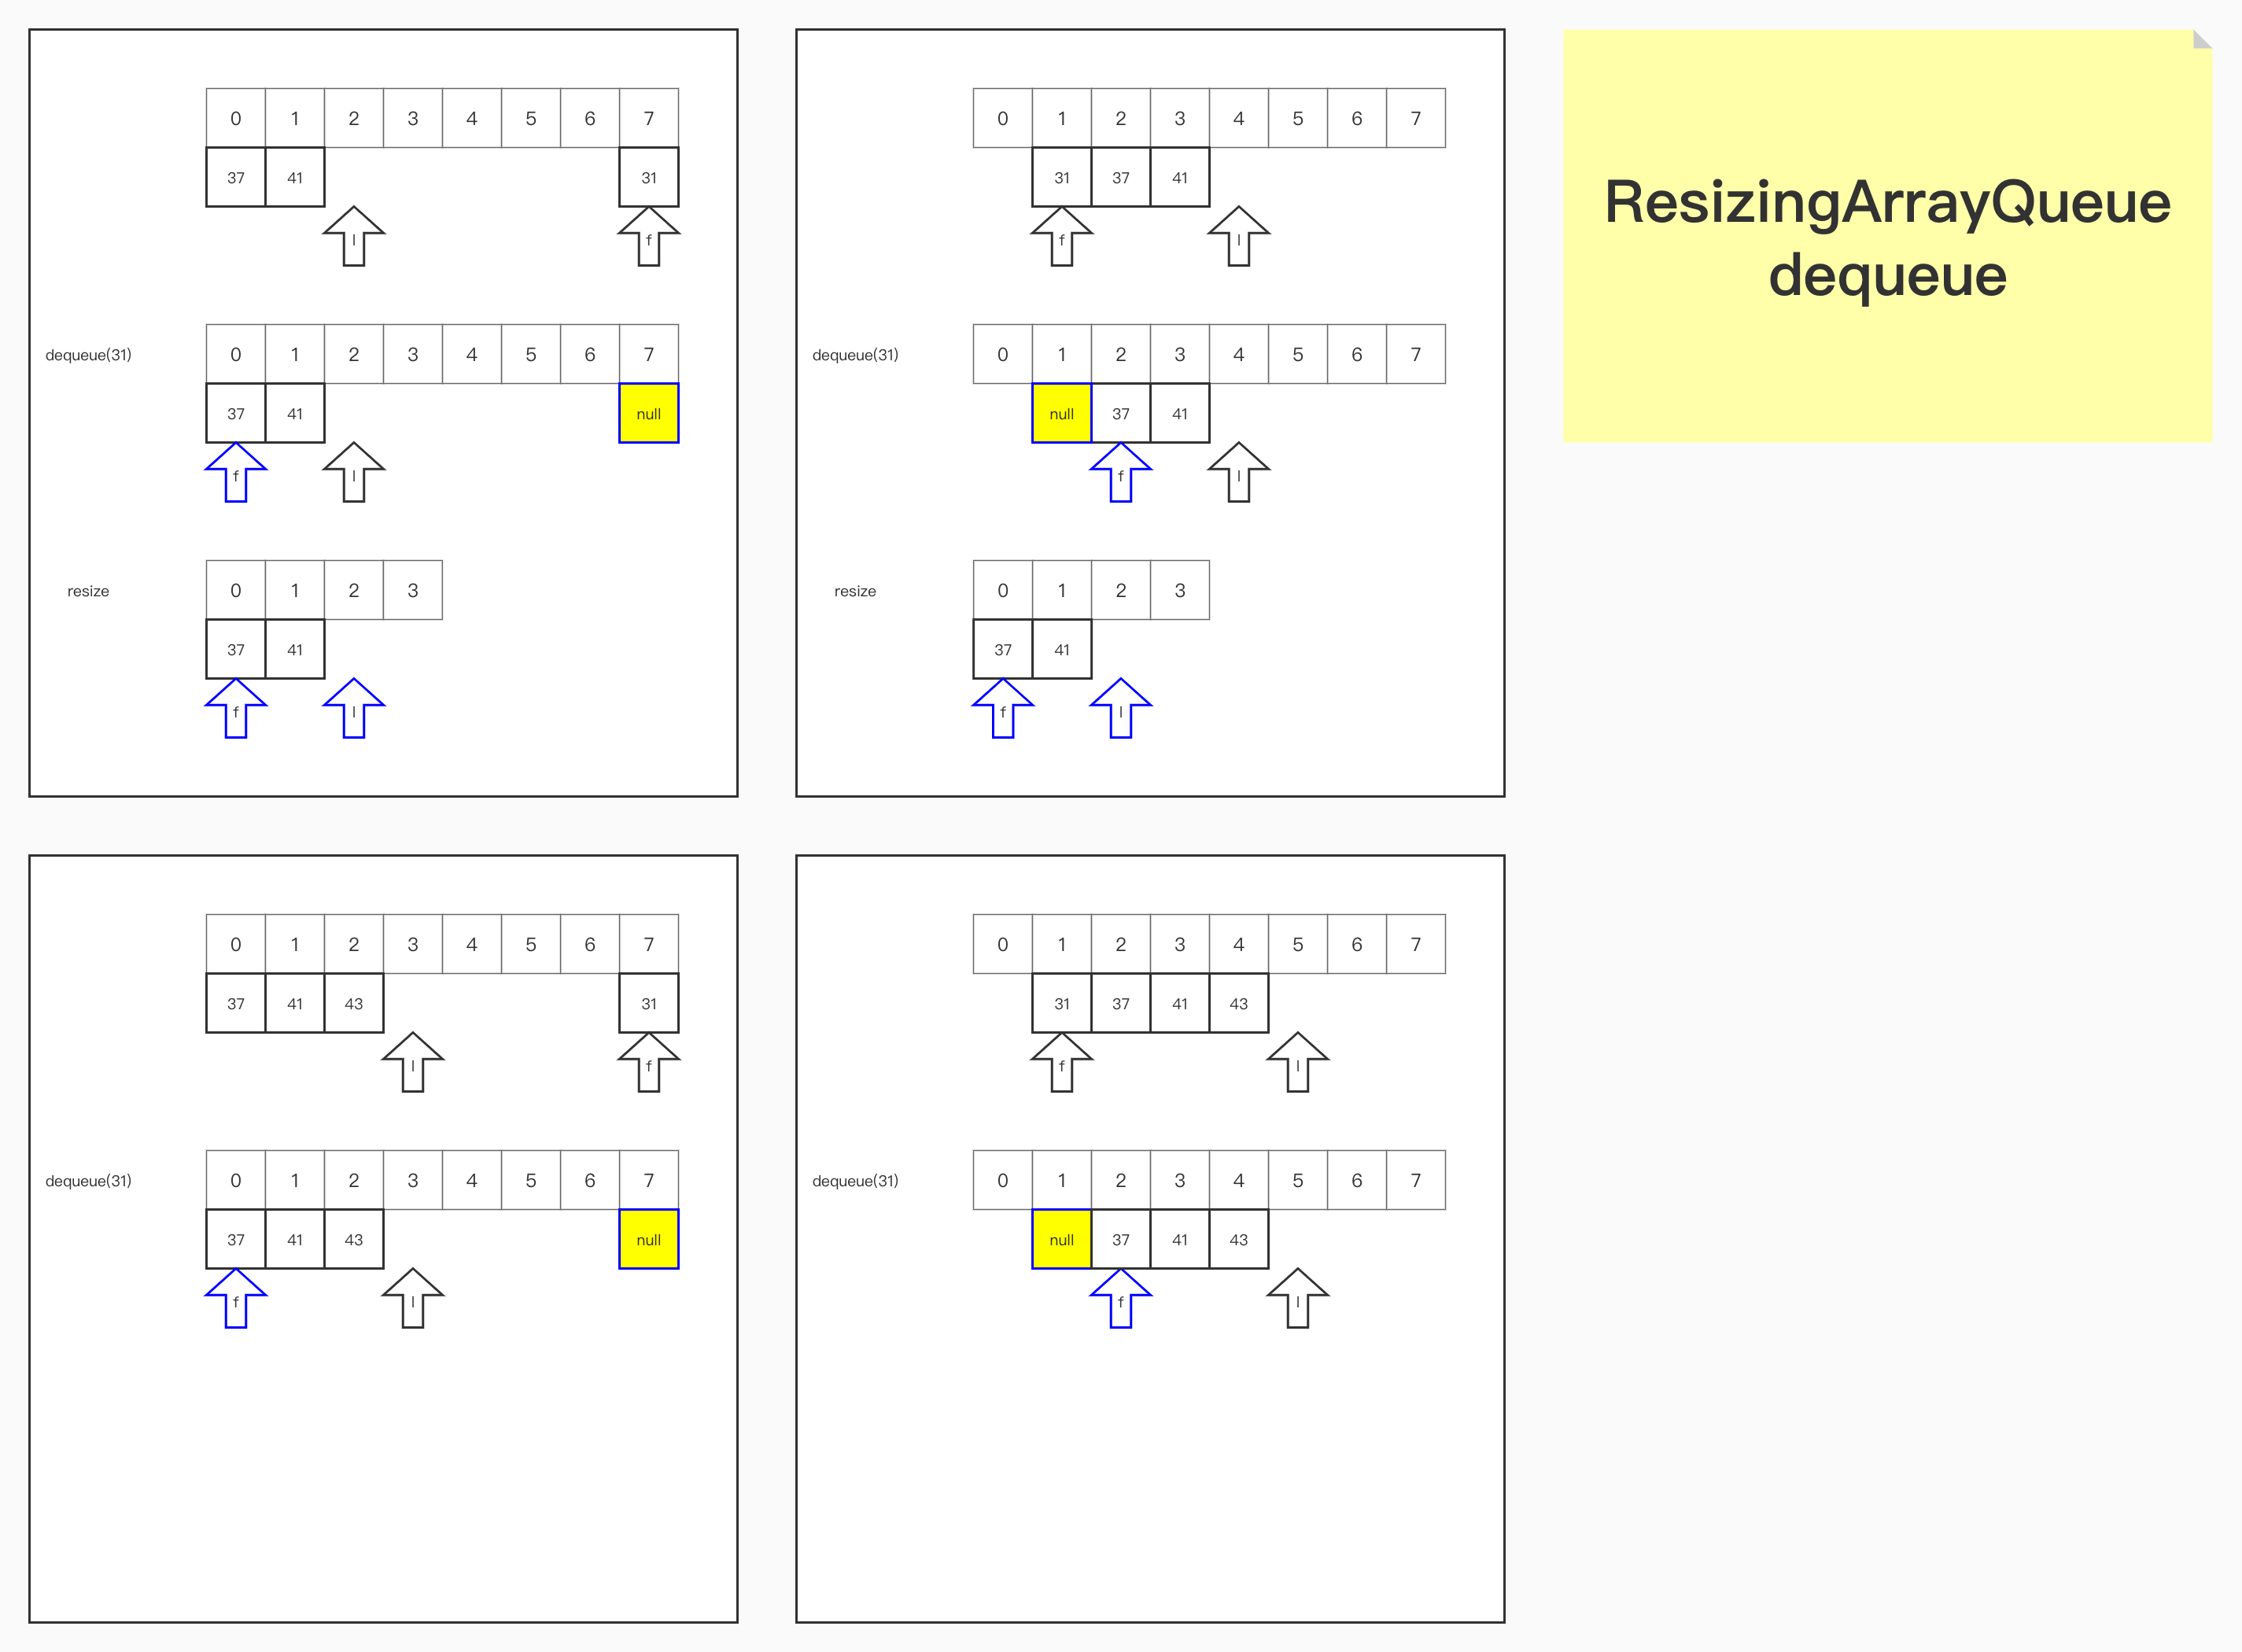 0 1 2 3 4 5 6 7
37 41 31
l f
dequeue(31) 0 1 2 3 4 5 6 7
37 41 null
f l
resize 0 1 2 3
37 41
f l
0 1 2 3 4 5 6 7
31 37 41
f l
dequeue(31) 0 1 2 3 4 5 6 7
null 37 41
f l
resize 0 1 2 3
37 41
f l
ResizingArrayQueue
dequeue
0 1 2 3 4 5 6 7
37 41 43 31
l f
dequeue(31) 0 1 2 3 4 5 6 7
37 41 43 null
f l
0 1 2 3 4 5 6 7
31 37 41 43
f l
dequeue(31) 0 1 2 3 4 5 6 7
null 37 41 43
f l